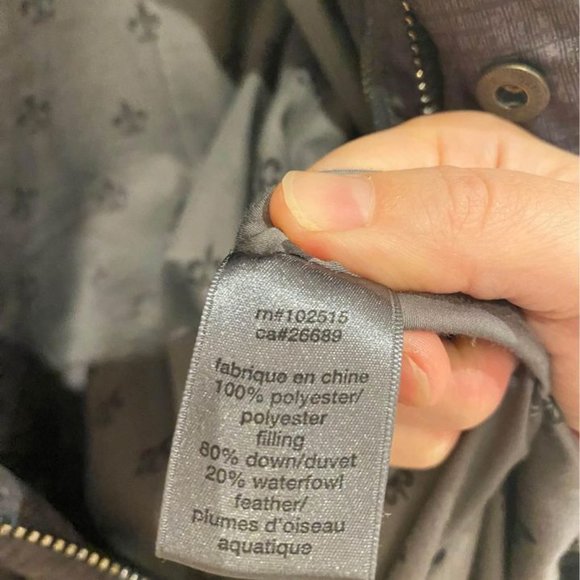 rn#102515
ca#26689
fabrique en chine
100% polyester/
polyester
filling
80% down/duvet
20% waterfowl
feather/
plumes d'oiseau
aquatique